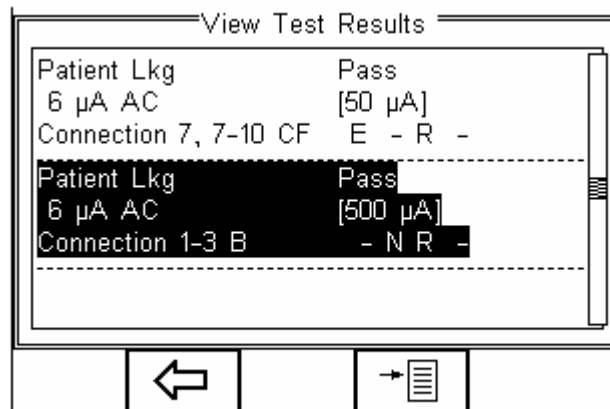 View Test Results
Patient Lkg Pass
6 µA AC [50 µA]
Connection 7, 7-10 CF E - R -
Patient Lkg Pass
6 µA AC [500 µA]
Connection 1-3 B - N R -